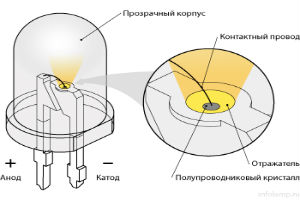 Прозрачный корпус
Контактный провод
+
Анод
-
Катод
Отражатель
Полупроводниковый кристалл